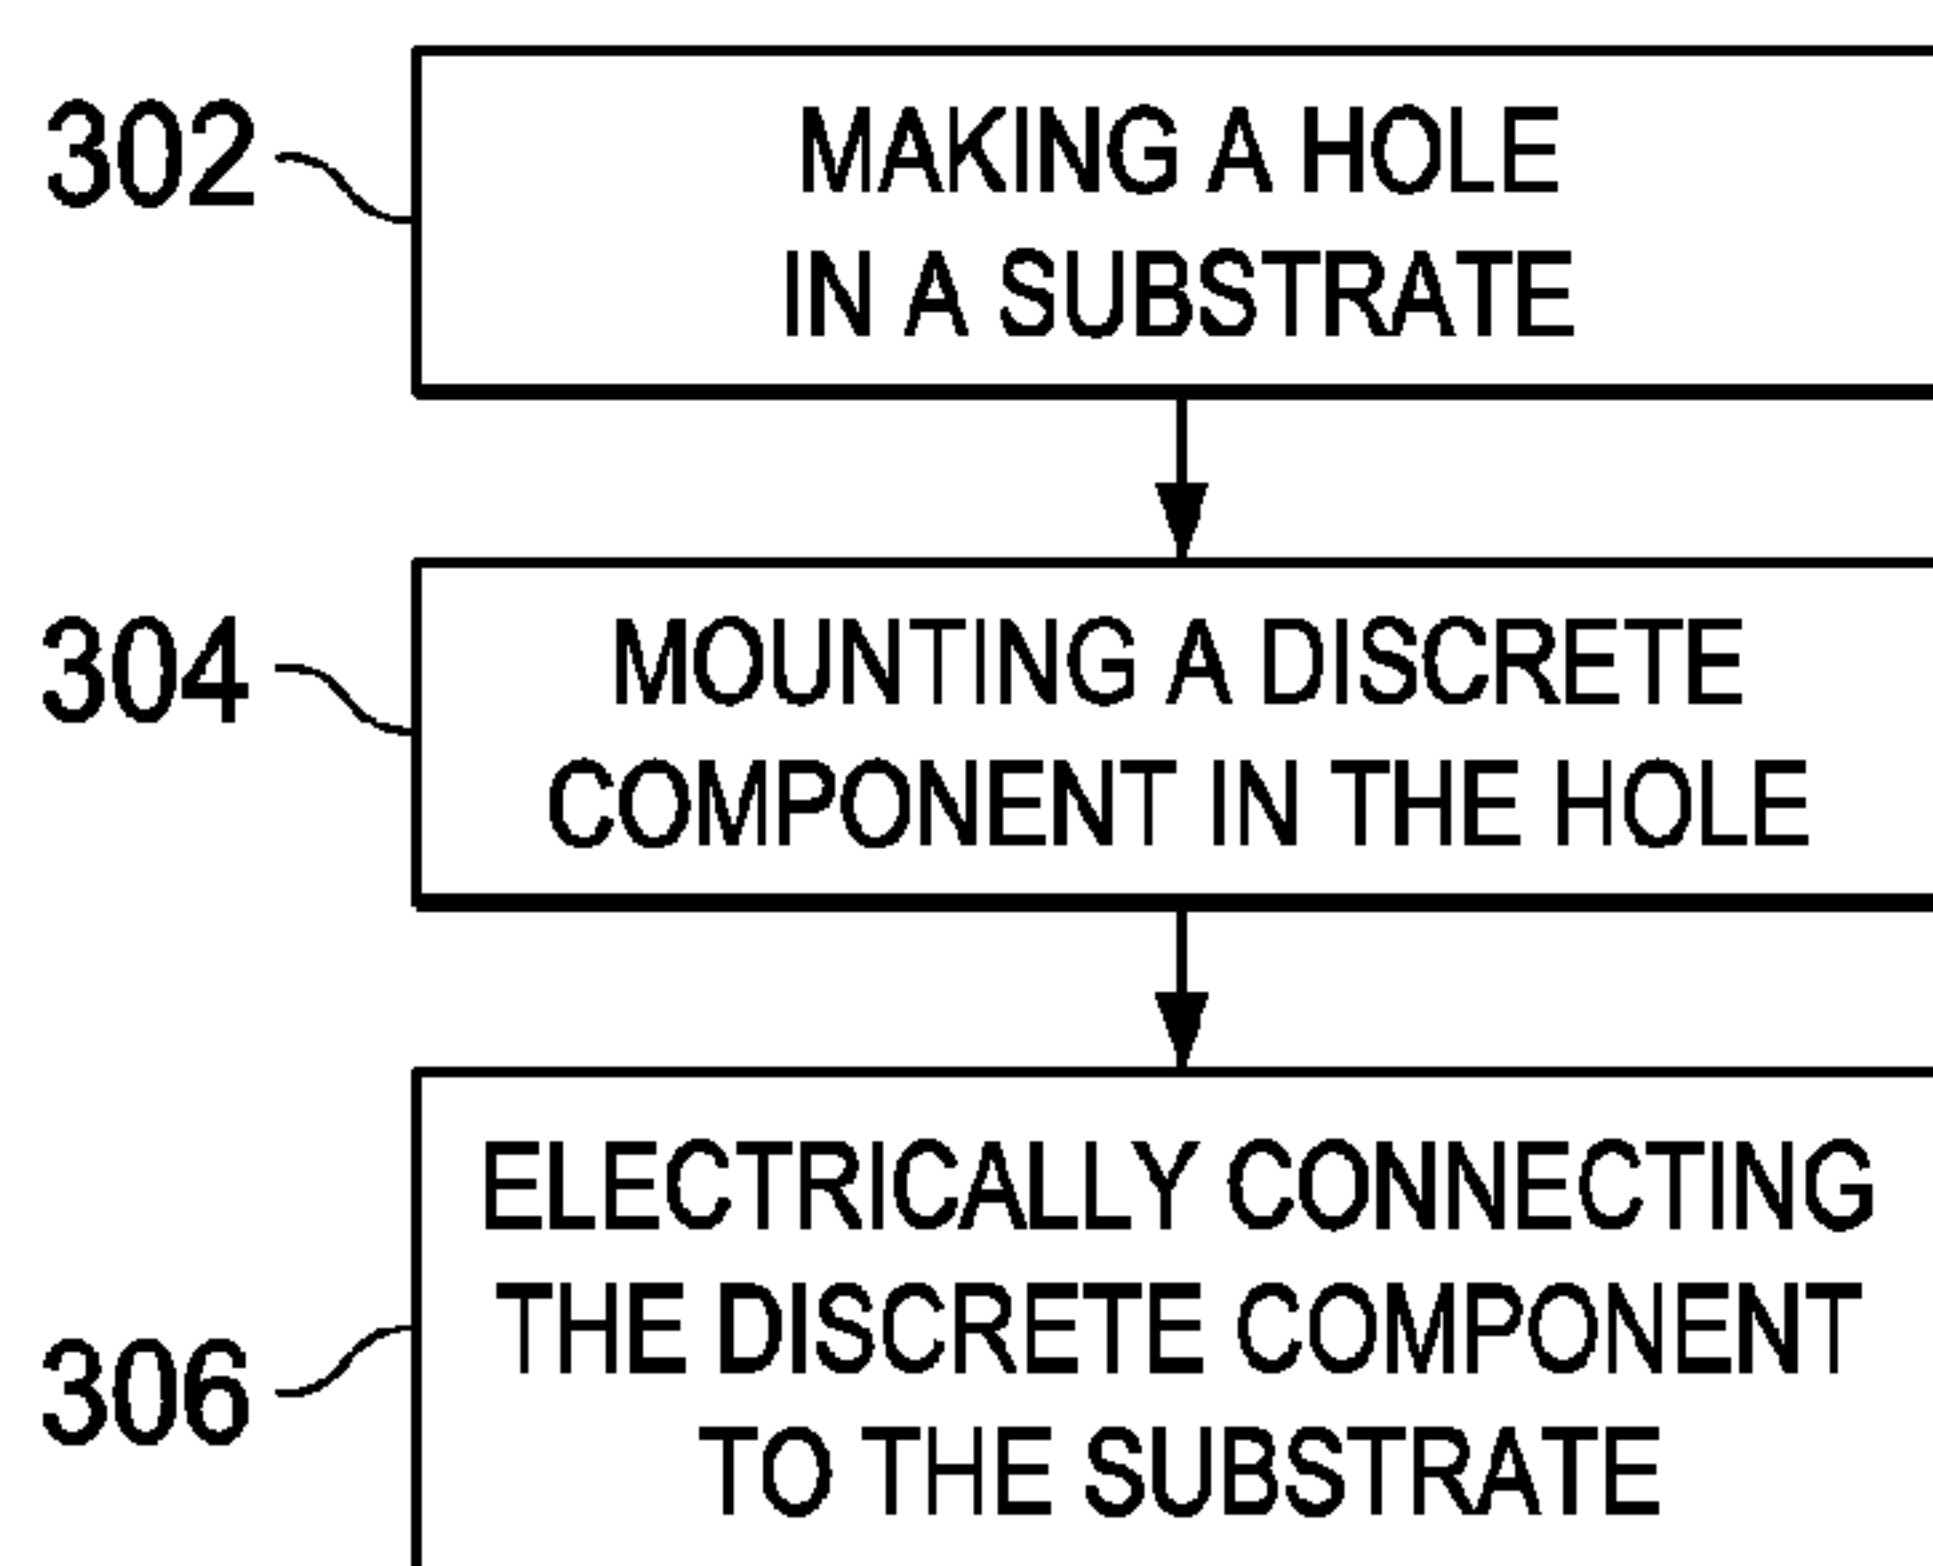 302
MAKING A HOLE
IN A SUBSTRATE
304
MOUNTING A DISCRETE
COMPONENT IN THE HOLE
306
ELECTRICALLY CONNECTING
THE DISCRETE COMPONENT
TO THE SUBSTRATE